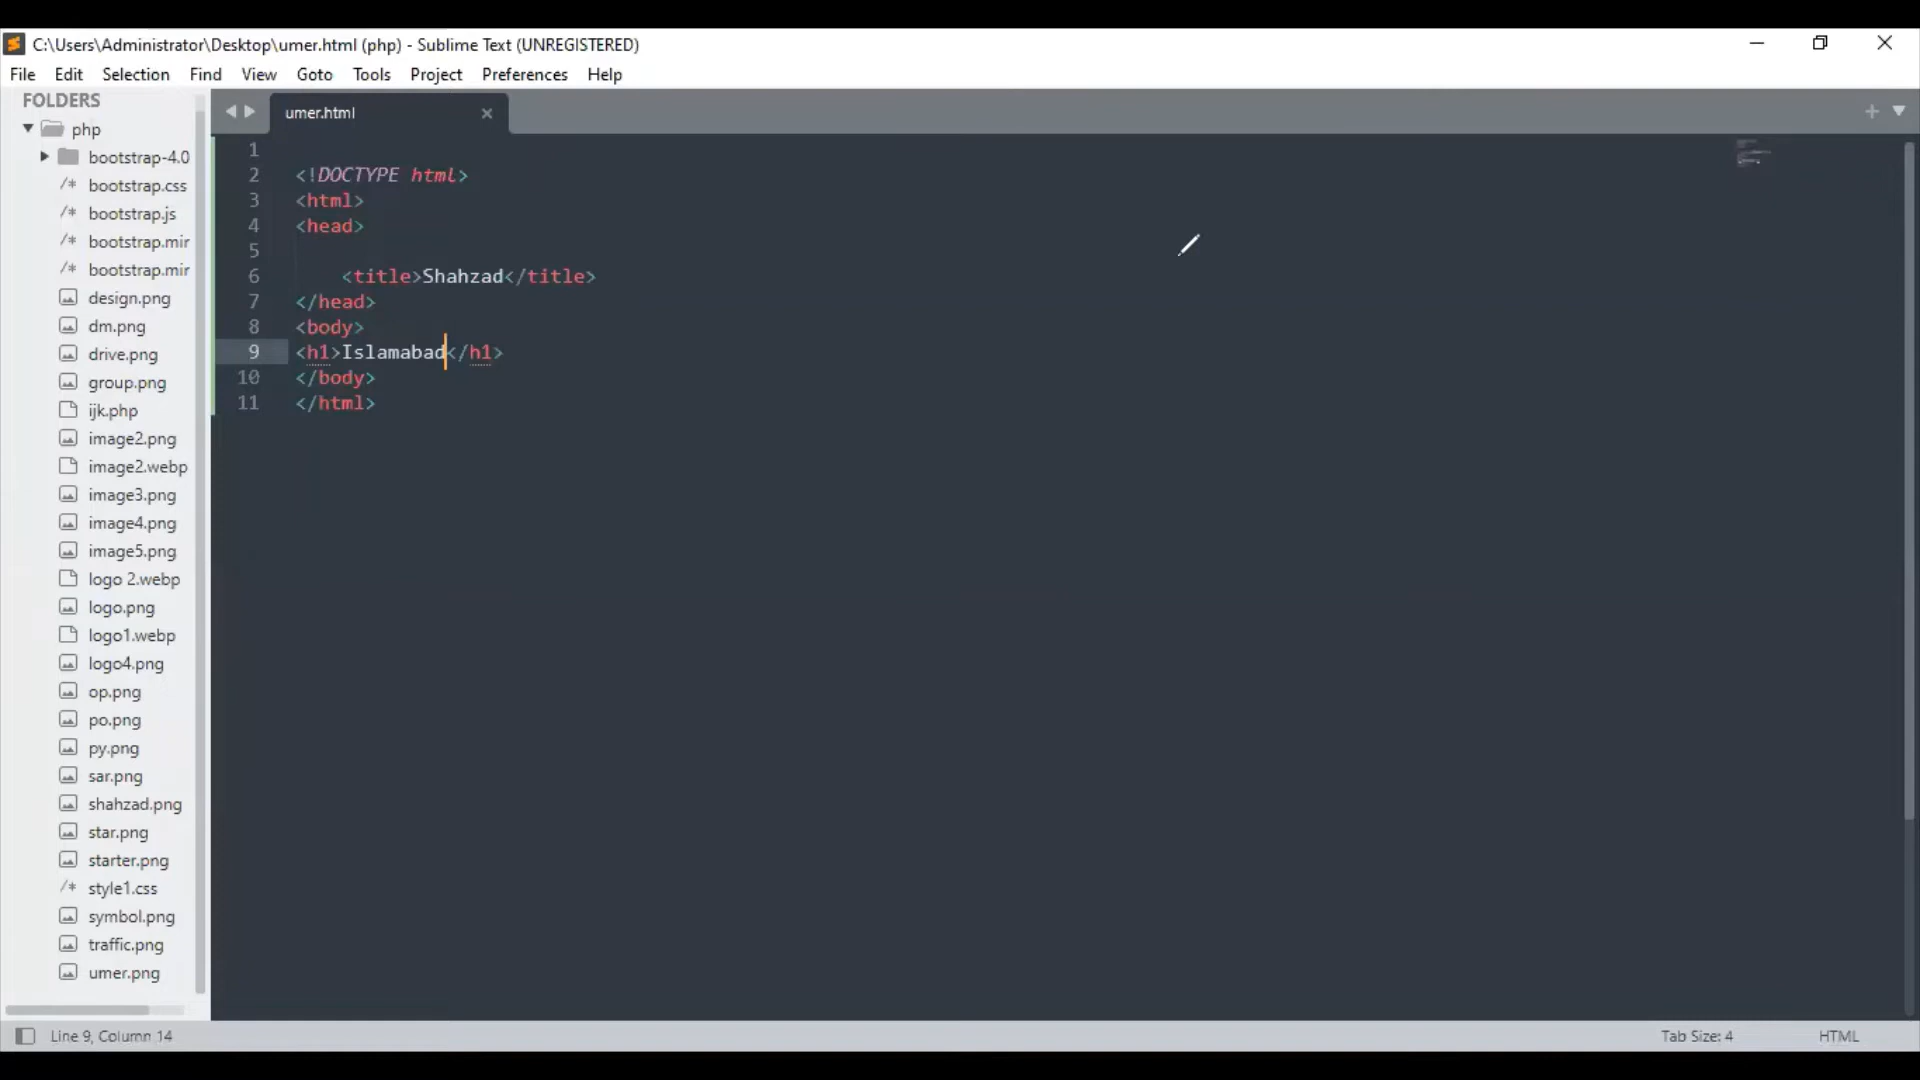 C:\Users\Administrator\Desktop\umer.html (php) - Sublime Text (UNREGISTERED)
File Edit Selection Find View Goto Tools Project Preferences Help
FOLDERS
php
bootstrap-4.0
/* bootstrap.css
/* bootstrap.js
/* bootstrap.mir
/* bootstrap.mir
design.png
dm.png
drive.png
group.png
ijk.php
image2.png
image2.webp
image3.png
image4.png
image5.png
logo 2.webp
logo.png
logo1.webp
logo4.png
op.png
po.png
py.png
sar.png
shahzad.png
star.png
starter.png
/* style1.css
symbol.png
traffic.png
umer.png
umer.html
1
2 <!DOCTYPE html>
3 <html>
4 <head>
5
6 <title>Shahzad</title>
7 </head>
8 <body>
9 <h1>Islamabad</h1>
10 </body>
11 </html>
Line 9, Column 14
Tab Size: 4
HTML